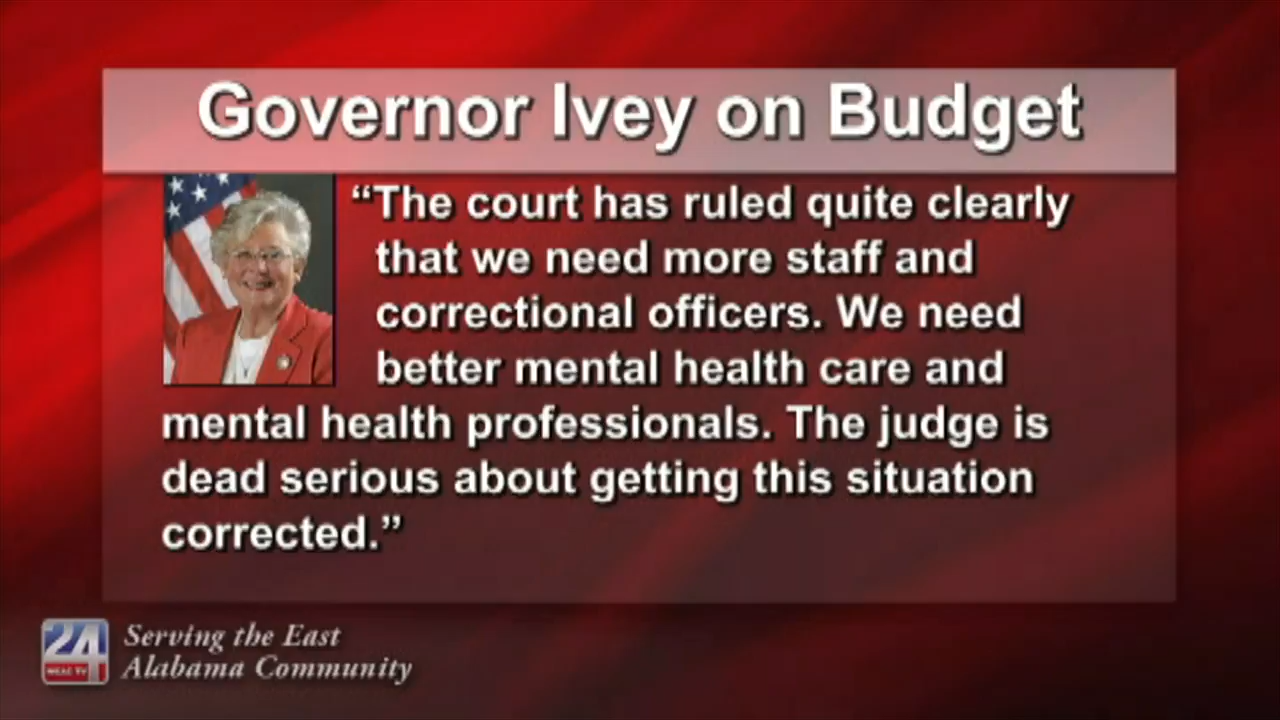 Governor Ivey on Budget
“The court has ruled quite clearly
that we need more staff and
correctional officers. We need
better mental health care and
mental health professionals. The judge is
dead serious about getting this situation
corrected.”
24
WEAC TV
Serving the East
Alabama Community